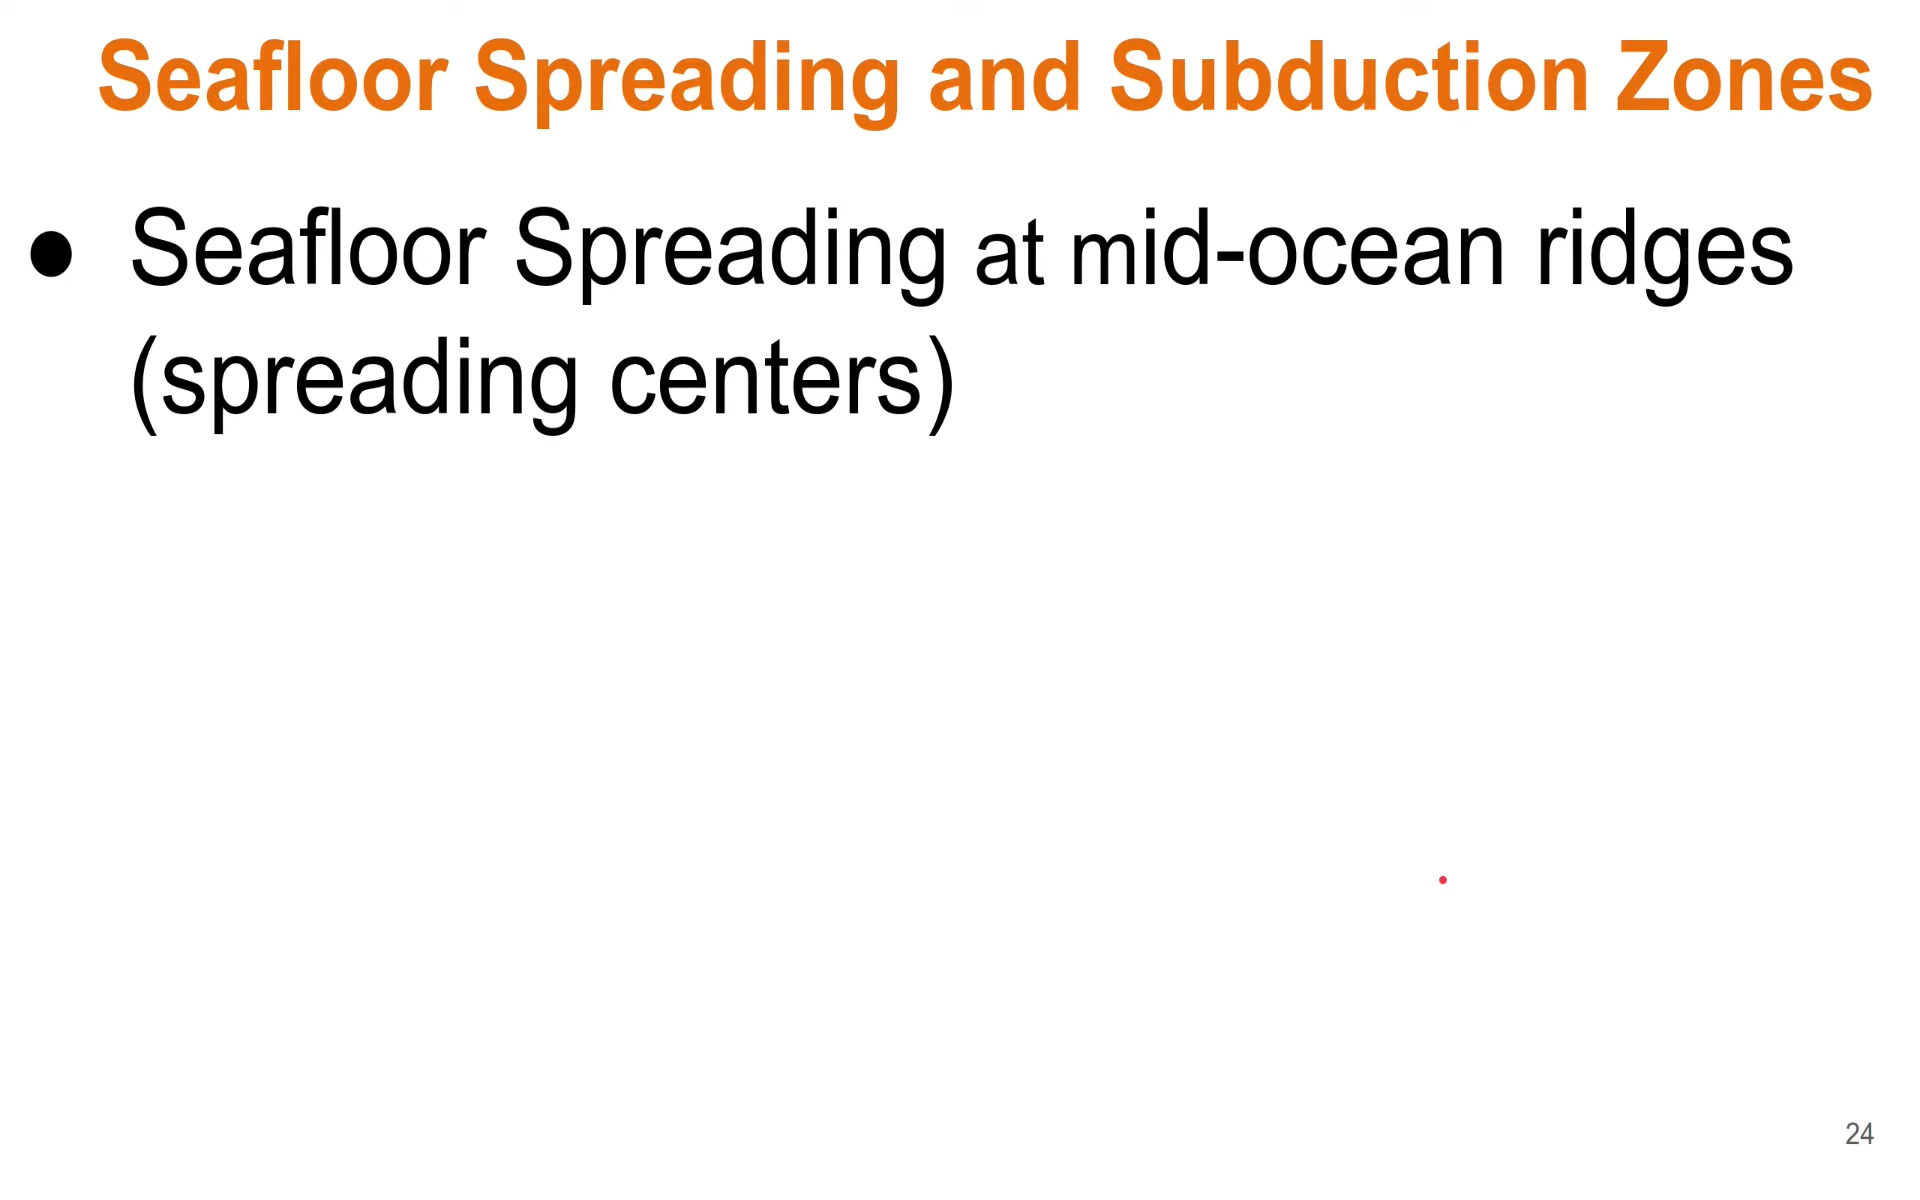 Seafloor Spreading and Subduction Zones
● Seafloor Spreading at mid-ocean ridges
(spreading centers)
24